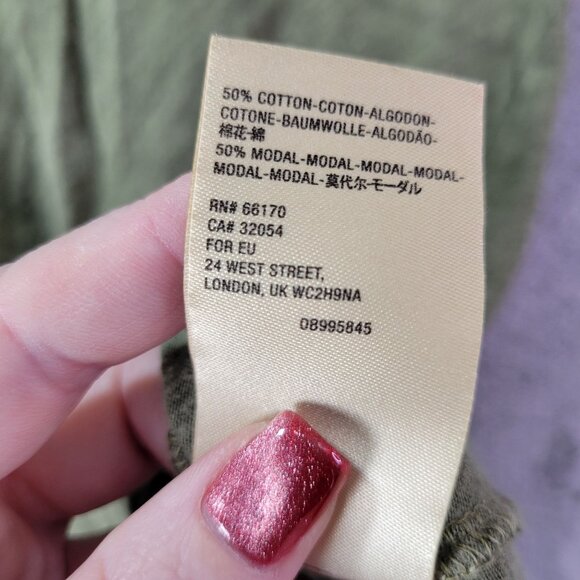 50% COTTON-COTON-ALGODON-
COTONE-BAUMWOLLE-ALGODÃO-
棉花-綿
50% MODAL-MODAL-MODAL-MODAL-
MODAL-MODAL-莫代尔-モーダル
RN# 66170
CA# 32054
FOR EU
24 WEST STREET,
LONDON, UK WC2H9NA
08995845